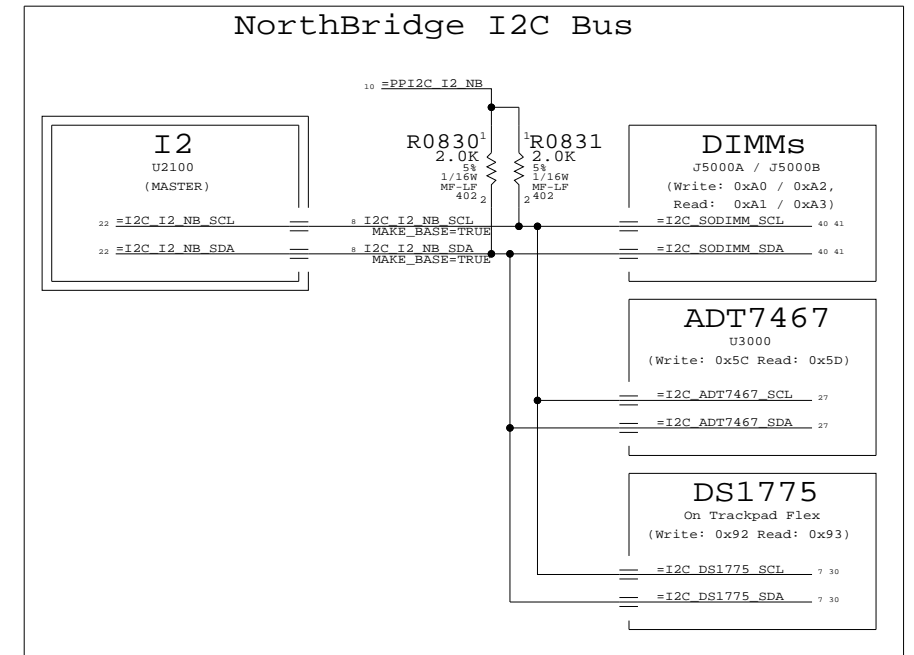 NorthBridge I2C Bus
10 =PPI2C_I2_NB
I2
U2100
(MASTER)
22 =I2C_I2_NB_SCL
22 =I2C_I2_NB_SDA
R0830 1
2.0K
5%
1/16W
MF-LF
402 2
1 R0831
2.0K
5%
1/16W
MF-LF
2 402
8 I2C_I2_NB_SCL
MAKE_BASE=TRUE
8 I2C_I2_NB_SDA
MAKE_BASE=TRUE
DIMMs
J5000A / J5000B
(Write: 0xA0 / 0xA2,
Read: 0xA1 / 0xA3)
=I2C_SODIMM_SCL 40 41
=I2C_SODIMM_SDA 40 41
ADT7467
U3000
(Write: 0x5C Read: 0x5D)
=I2C_ADT7467_SCL 27
=I2C_ADT7467_SDA 27
DS1775
On Trackpad Flex
(Write: 0x92 Read: 0x93)
=I2C_DS1775_SCL 7 30
=I2C_DS1775_SDA 7 30